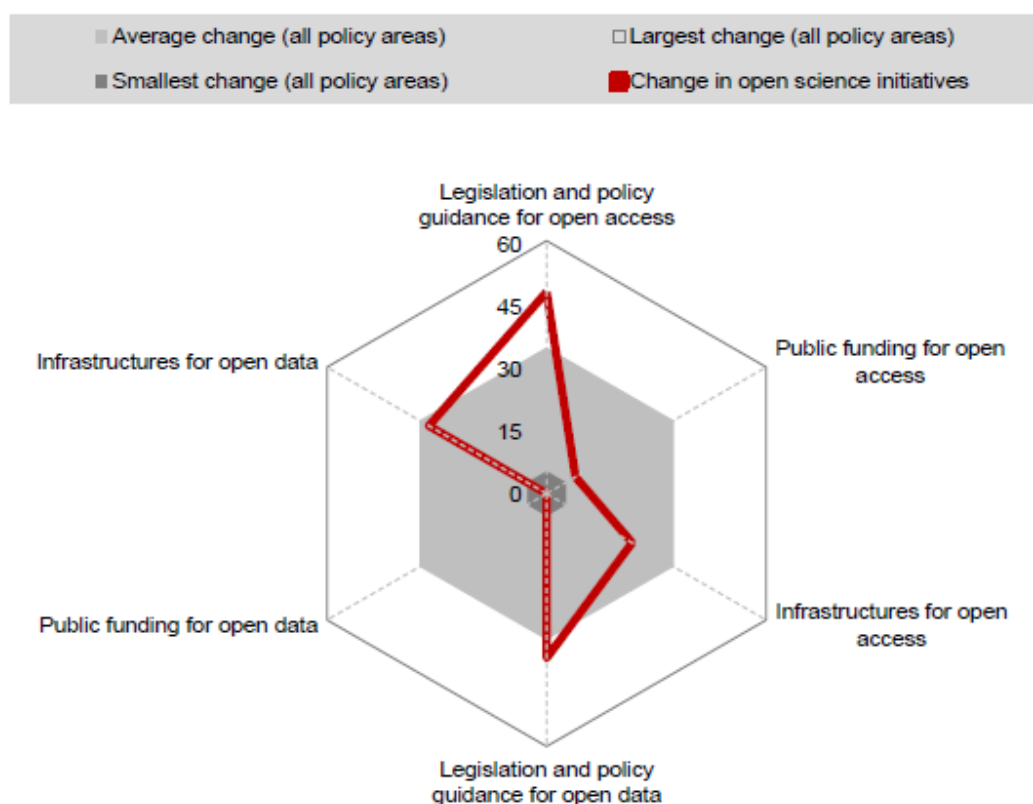 Average change (all policy areas)
Largest change (all policy areas)
Smallest change (all policy areas)
Change in open science initiatives
Legislation and policy
guidance for open access
60
45
30
15
0
Infrastructures for open data
Public funding for open
access
Public funding for open data
Infrastructures for open
access
Legislation and policy
guidance for open data